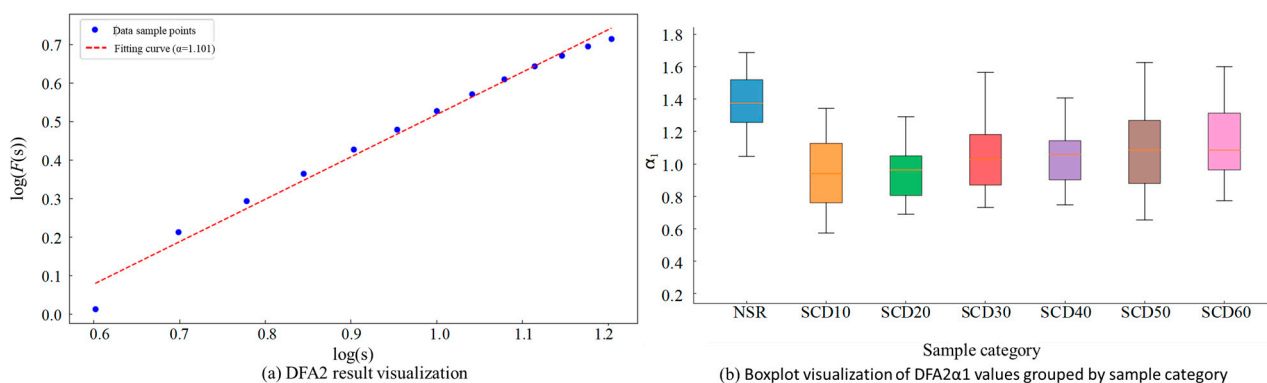 Data sample points
Fitting curve (α=1.101)
0.7
0.6
0.5
0.4
0.3
0.2
0.1
0.0
log(F(s))
0.6 0.7 0.8 0.9 1.0 1.1 1.2
log(s)
(a) DFA2 result visualization
1.8
1.6
1.4
1.2
1.0
0.8
0.6
0.4
0.2
α₁
NSR SCD10 SCD20 SCD30 SCD40 SCD50 SCD60
Sample category
(b) Boxplot visualization of DFA2α1 values grouped by sample category